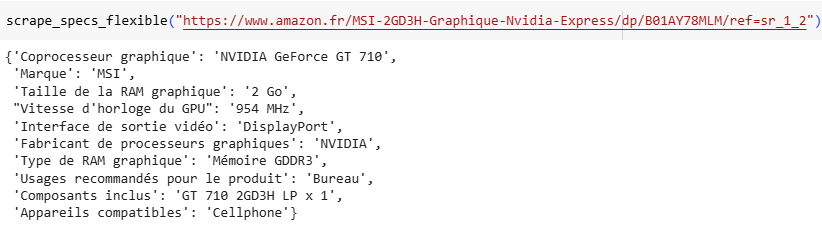 scrape_specs_flexible("https://www.amazon.fr/MSI-2GD3H-Graphique-Nvidia-Express/dp/B01AY78MLM/ref=sr_1_2")
{'Coprocesseur graphique': 'NVIDIA GeForce GT 710',
 'Marque': 'MSI',
 'Taille de la RAM graphique': '2 Go',
 "Vitesse d'horloge du GPU": '954 MHz',
 'Interface de sortie vidéo': 'DisplayPort',
 'Fabricant de processeurs graphiques': 'NVIDIA',
 'Type de RAM graphique': 'Mémoire GDDR3',
 'Usages recommandés pour le produit': 'Bureau',
 'Composants inclus': 'GT 710 2GD3H LP x 1',
 'Appareils compatibles': 'Cellphone'}